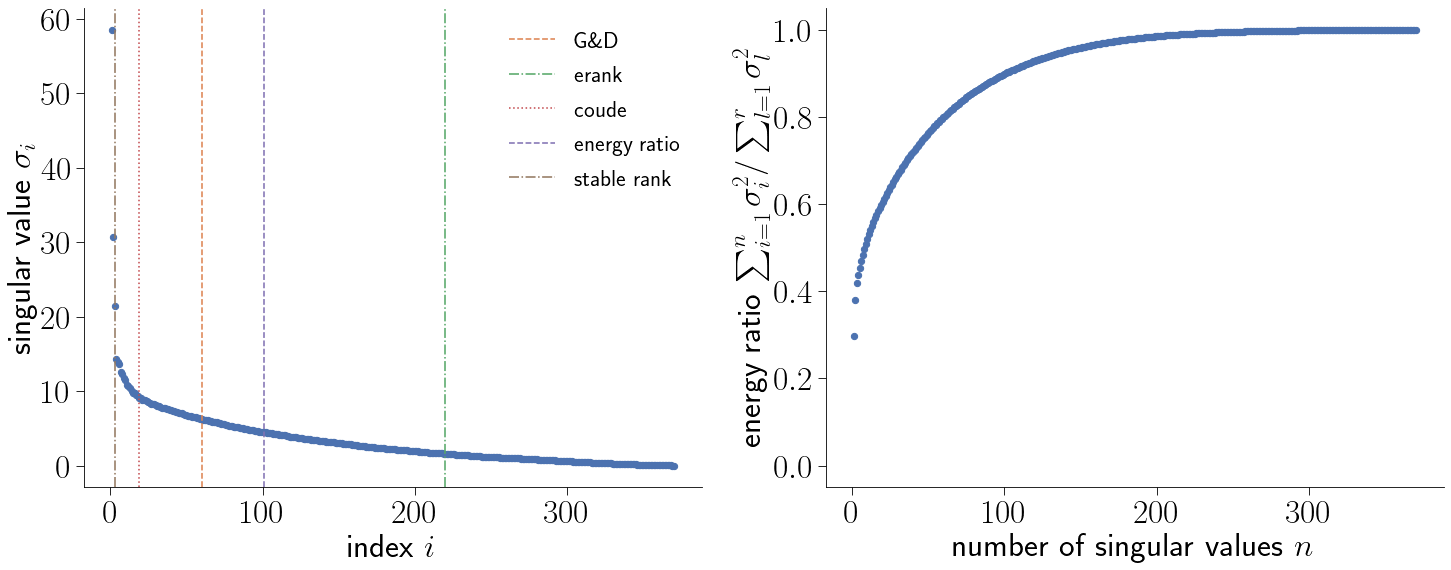 singular value σ_i
60
50
40
30
20
10
0
0 100 200 300
index i
G&D
erank
coude
energy ratio
stable rank
energy ratio ∑_{i=1}^{n} σ_i^2 / ∑_{l=1}^{r} σ_l^2
1.0
0.8
0.6
0.4
0.2
0.0
0 100 200 300
number of singular values n